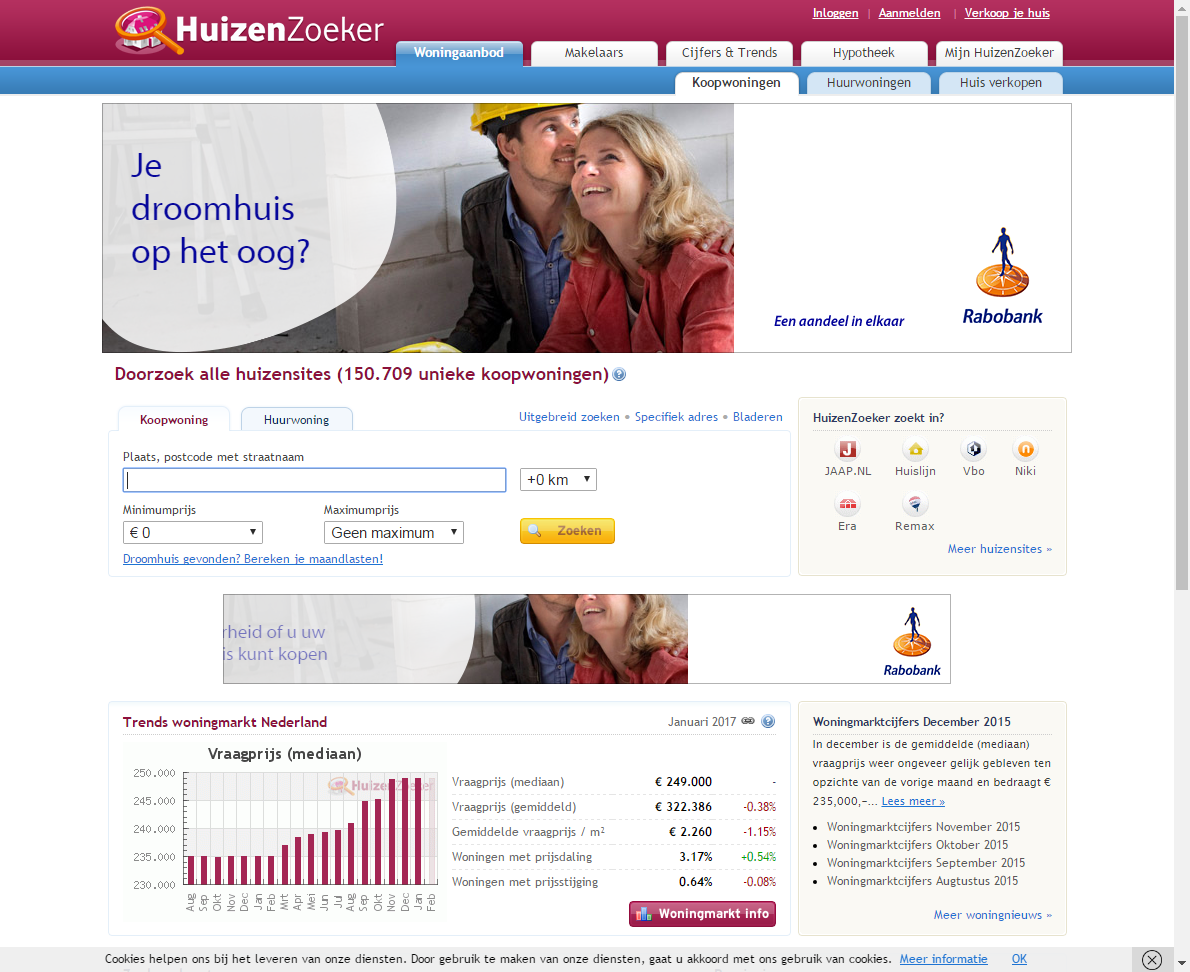 HuizenZoeker
Inloggen | Aanmelden | Verkoop je huis
Woningaanbod Makelaars Cijfers & Trends Hypotheek Mijn HuizenZoeker
Koopwoningen Huurwoningen Huis verkopen
Je
droomhuis
op het oog?
Een aandeel in elkaar
Rabobank
Doorzoek alle huizensites (150.709 unieke koopwoningen)
Koopwoning Huurwoning
Uitgebreid zoeken • Specifiek adres • Bladeren
Plaats, postcode met straatnaam
+0 km
Minimumprijs Maximumprijs
€ 0 Geen maximum Zoeken
Droomhuis gevonden? Bereken je maandlasten!
HuizenZoeker zoekt in?
JAAP.NL Huislijn Vbo Niki
Era Remax
Meer huizensites »
rheid of u uw
is kunt kopen
Rabobank
Trends woningmarkt Nederland
Januari 2017
Vraagprijs (mediaan)
HuizenZoeker
250.000
245.000
240.000
235.000
230.000
Aug Sep Okt Nov Dec Jan Feb Mrt Apr Mei Jun Jul Aug Sep Okt Nov Dec Jan Feb
Vraagprijs (mediaan) € 249.000 -
Vraagprijs (gemiddeld) € 322.386 -0.38%
Gemiddelde vraagprijs / m² € 2.260 -1.15%
Woningen met prijsdaling 3.17% +0.54%
Woningen met prijsstijging 0.64% -0.08%
Woningmarkt info
Woningmarktcijfers December 2015
In december is de gemiddelde (mediaan)
vraagprijs weer ongeveer gelijk gebleven ten
opzichte van de vorige maand en bedraagt €
235,000,-... Lees meer »
• Woningmarktcijfers November 2015
• Woningmarktcijfers Oktober 2015
• Woningmarktcijfers September 2015
• Woningmarktcijfers Augtustus 2015
Meer woningnieuws »
Cookies helpen ons bij het leveren van onze diensten. Door gebruik te maken van onze diensten, gaat u akkoord met ons gebruik van cookies. Meer informatie OK